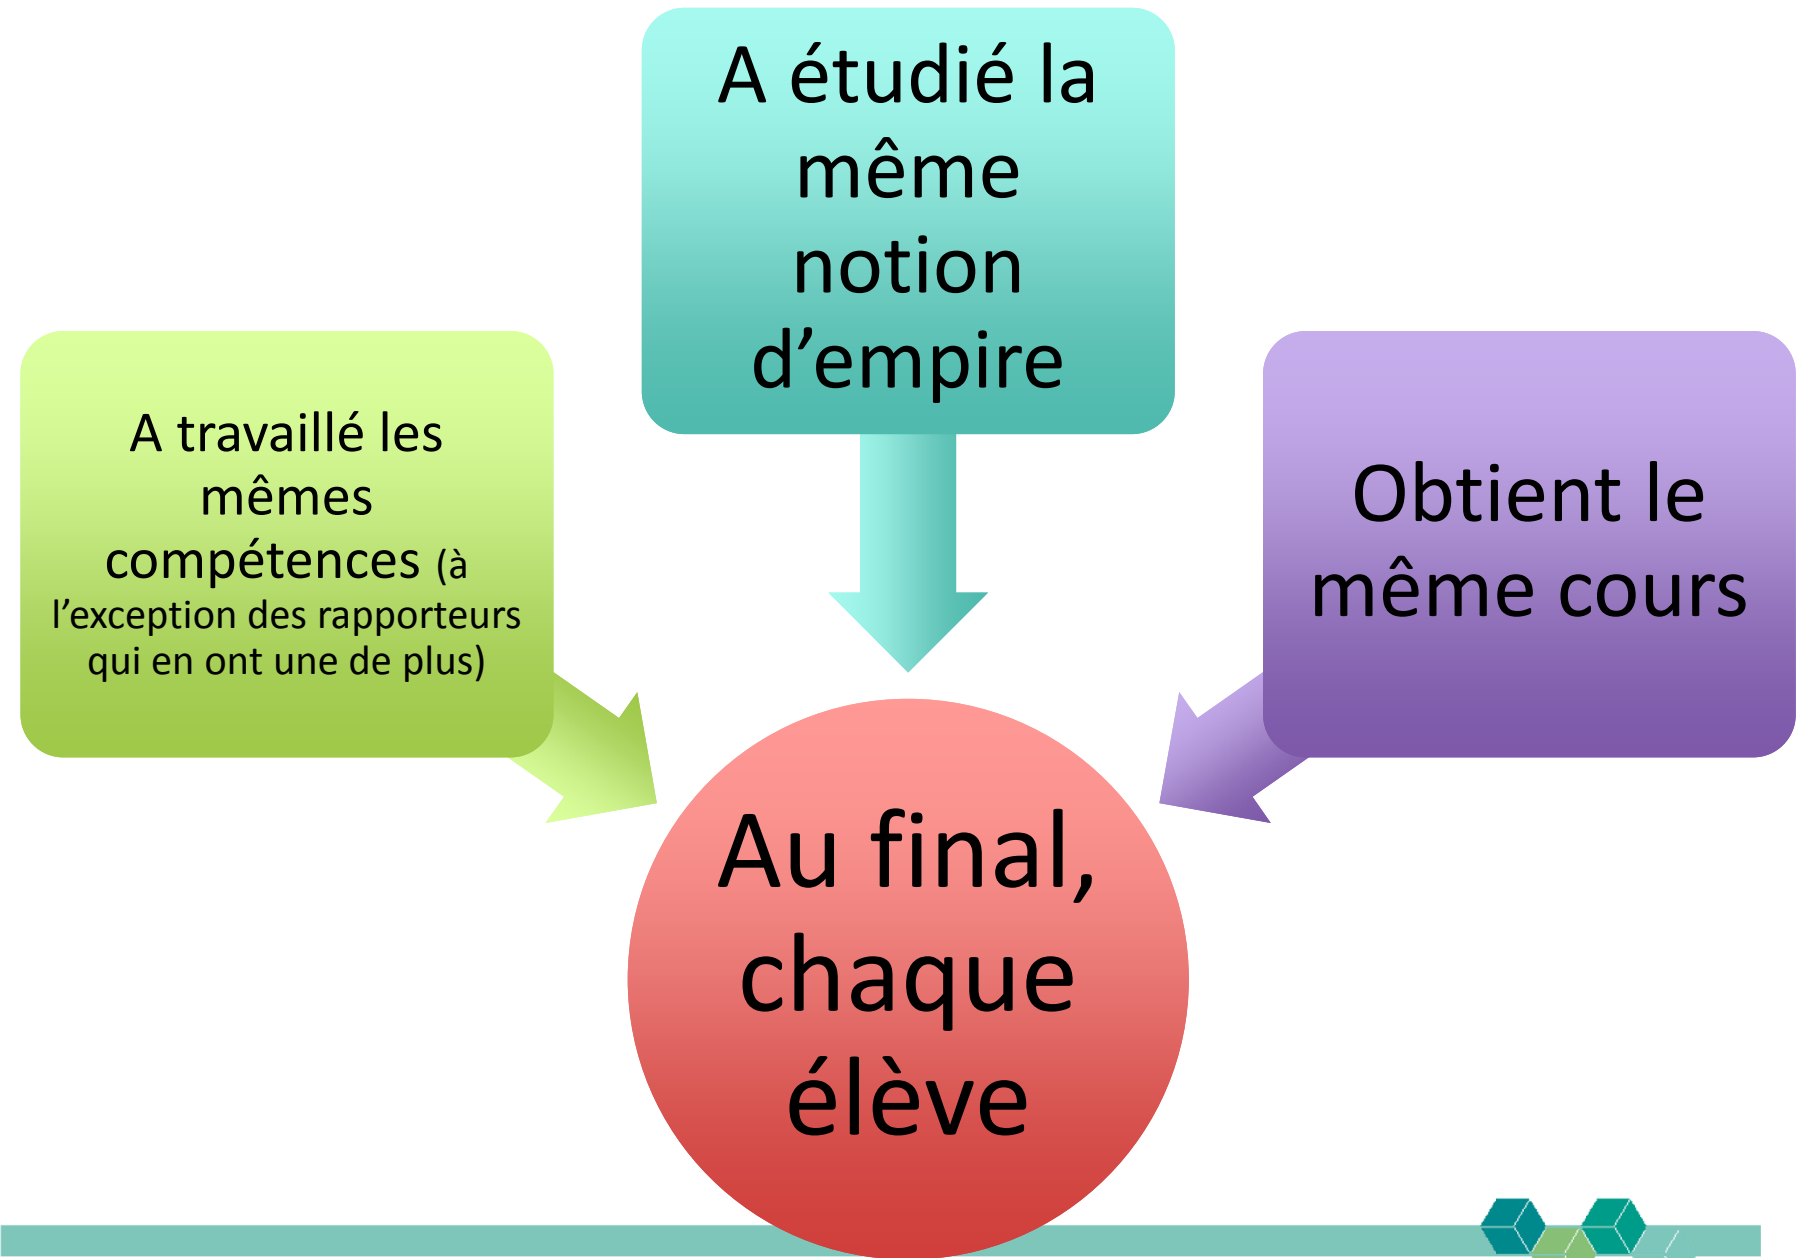 A étudié la
même
notion
d’empire
A travaillé les
mêmes
compétences (à
l’exception des rapporteurs
qui en ont une de plus)
Obtient le
même cours
Au final,
chaque
élève